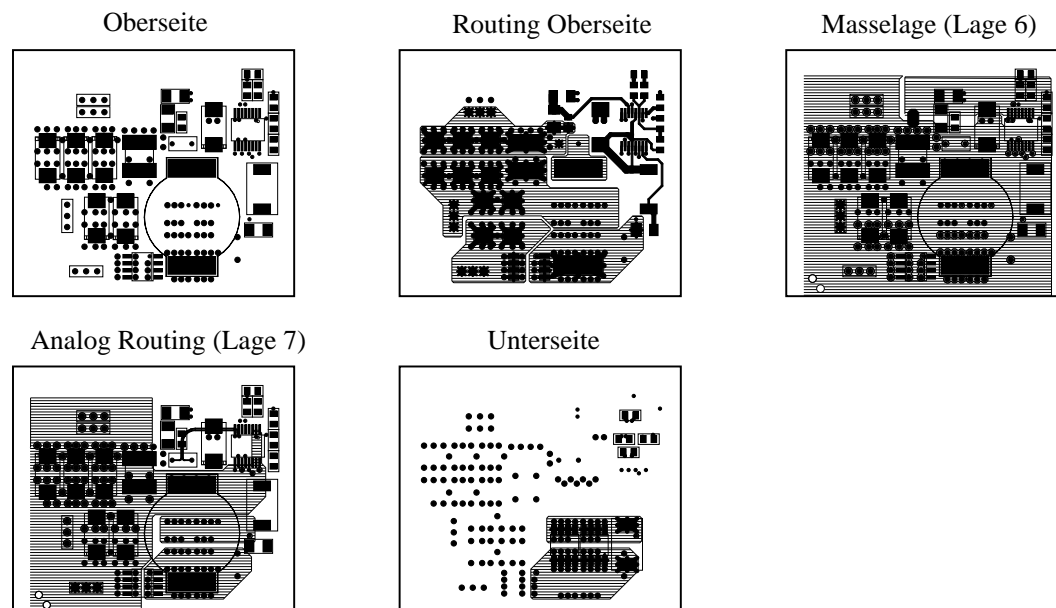 Oberseite
Routing Oberseite
Masselage (Lage 6)
Analog Routing (Lage 7)
Unterseite